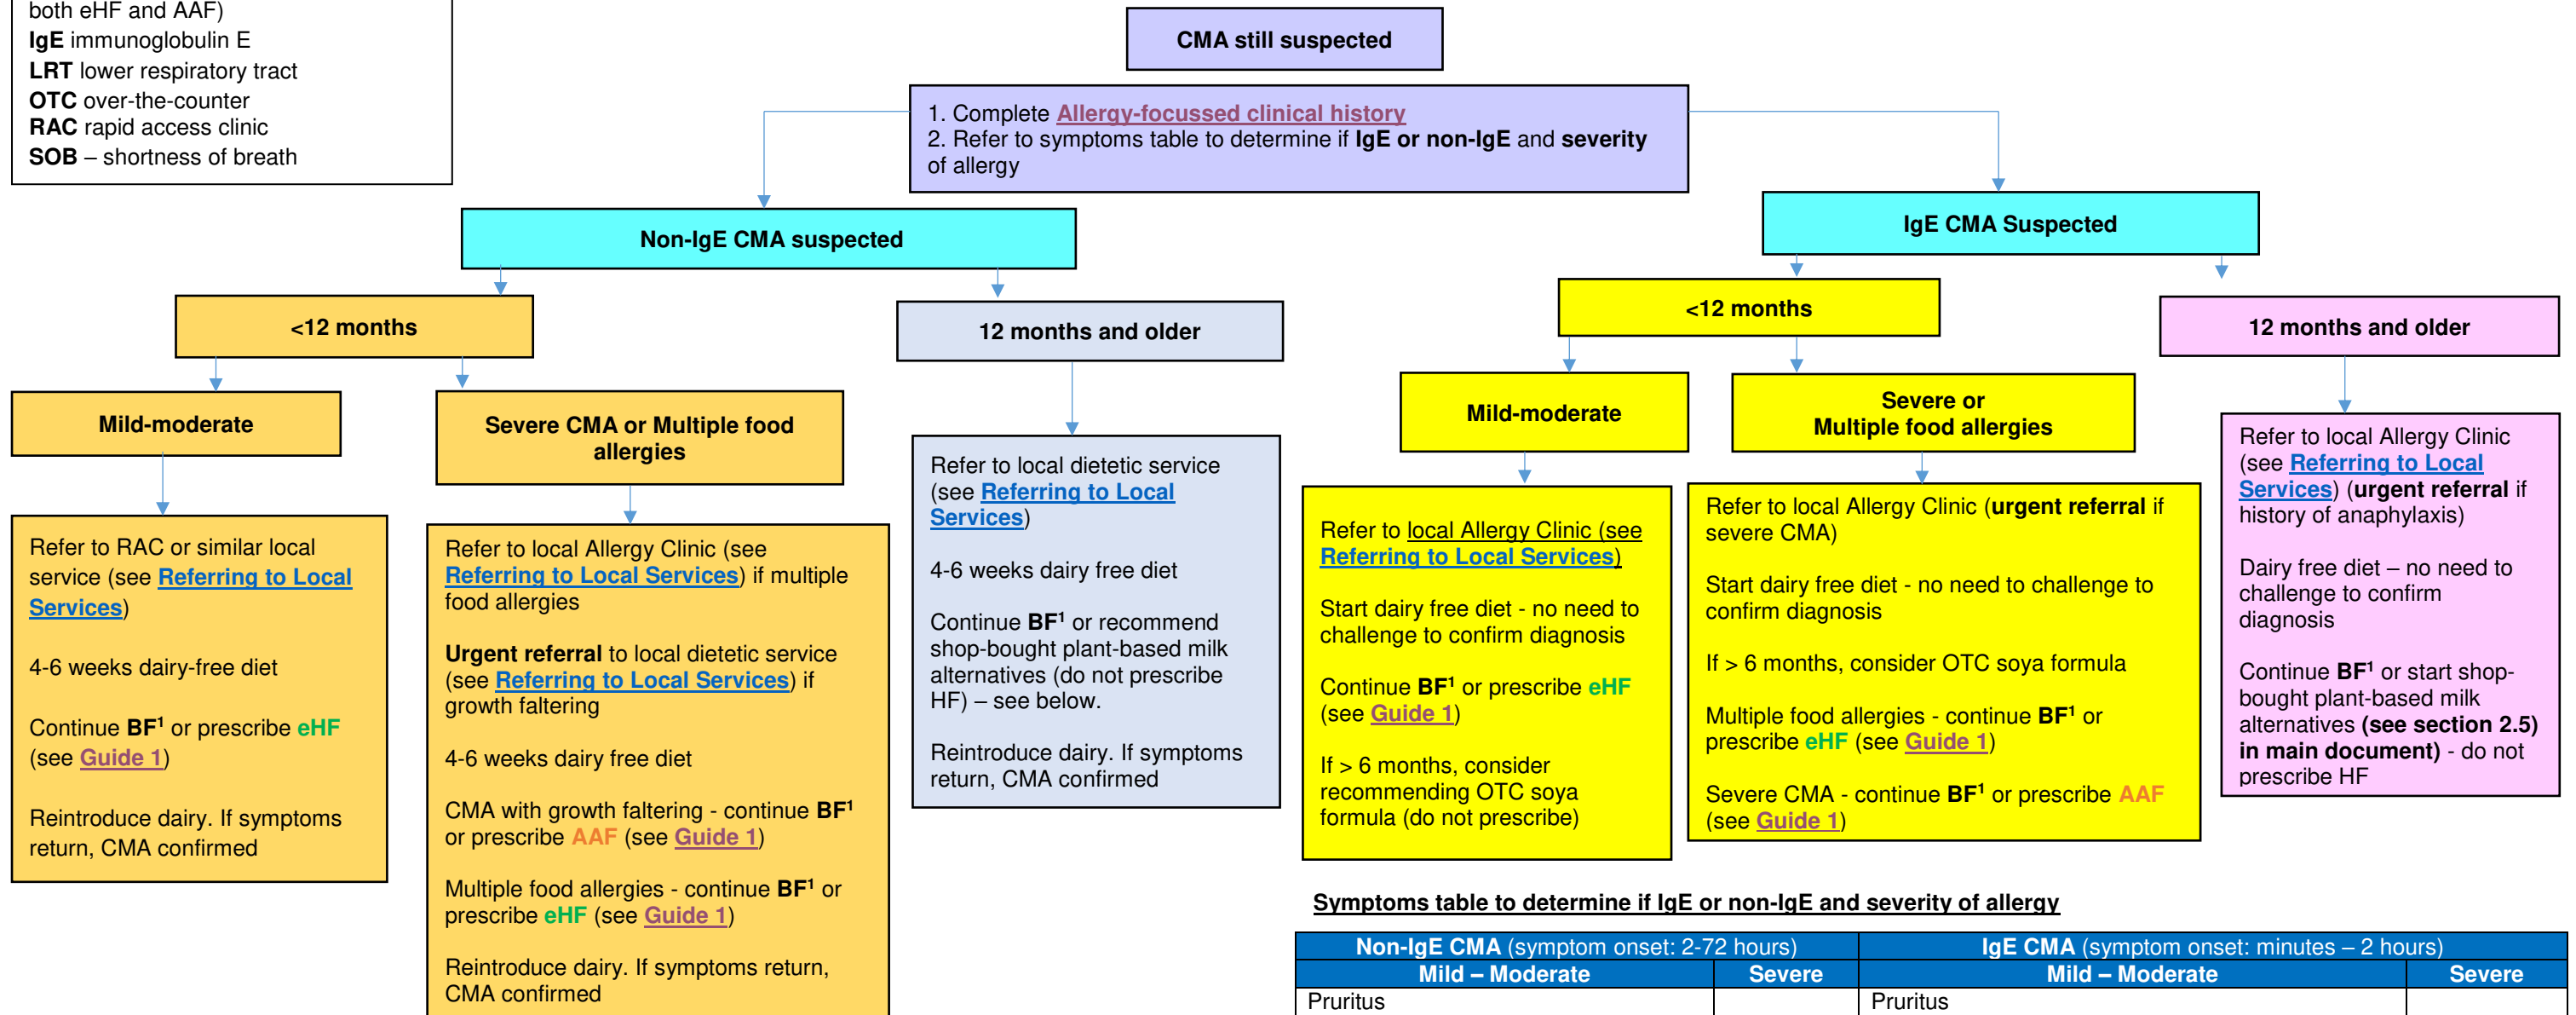 both eHF and AAF)
IgE immunoglobulin E
LRT lower respiratory tract
OTC over-the-counter
RAC rapid access clinic
SOB – shortness of breath
CMA still suspected
1. Complete Allergy-focussed clinical history
2. Refer to symptoms table to determine if IgE or non-IgE and severity
of allergy
Non-IgE CMA suspected
<12 months
Mild-moderate
Refer to RAC or similar local
service (see Referring to Local
Services)
4-6 weeks dairy-free diet
Continue BF¹ or prescribe eHF
(see Guide 1)
Reintroduce dairy. If symptoms
return, CMA confirmed
Severe CMA or Multiple food
allergies
Refer to local Allergy Clinic (see
Referring to Local Services) if multiple
food allergies
Urgent referral to local dietetic service
(see Referring to Local Services) if
growth faltering
4-6 weeks dairy free diet
CMA with growth faltering - continue BF¹
or prescribe AAF (see Guide 1)
Multiple food allergies - continue BF¹ or
prescribe eHF (see Guide 1)
Reintroduce dairy. If symptoms return,
CMA confirmed
12 months and older
Refer to local dietetic service
(see Referring to Local
Services)
4-6 weeks dairy free diet
Continue BF¹ or recommend
shop-bought plant-based milk
alternatives (do not prescribe
HF) – see below.
Reintroduce dairy. If symptoms
return, CMA confirmed
IgE CMA Suspected
<12 months
Mild-moderate
Refer to local Allergy Clinic (see
Referring to Local Services)
Start dairy free diet - no need to
challenge to confirm diagnosis
Continue BF¹ or prescribe eHF
(see Guide 1)
If > 6 months, consider
recommending OTC soya
formula (do not prescribe)
Severe or
Multiple food allergies
Refer to local Allergy Clinic (urgent referral if
severe CMA)
Start dairy free diet - no need to challenge to
confirm diagnosis
If > 6 months, consider OTC soya formula
Multiple food allergies - continue BF¹ or
prescribe eHF (see Guide 1)
Severe CMA - continue BF¹ or prescribe AAF
(see Guide 1)
12 months and older
Refer to local Allergy Clinic
(see Referring to Local
Services) (urgent referral if
history of anaphylaxis)
Dairy free diet – no need to
challenge to confirm
diagnosis
Continue BF¹ or start shop-
bought plant-based milk
alternatives (see section 2.5)
in main document) - do not
prescribe HF
Symptoms table to determine if IgE or non-IgE and severity of allergy
Non-IgE CMA (symptom onset: 2-72 hours) IgE CMA (symptom onset: minutes – 2 hours)
Mild – Moderate Severe Mild – Moderate Severe
Pruritus Pruritus